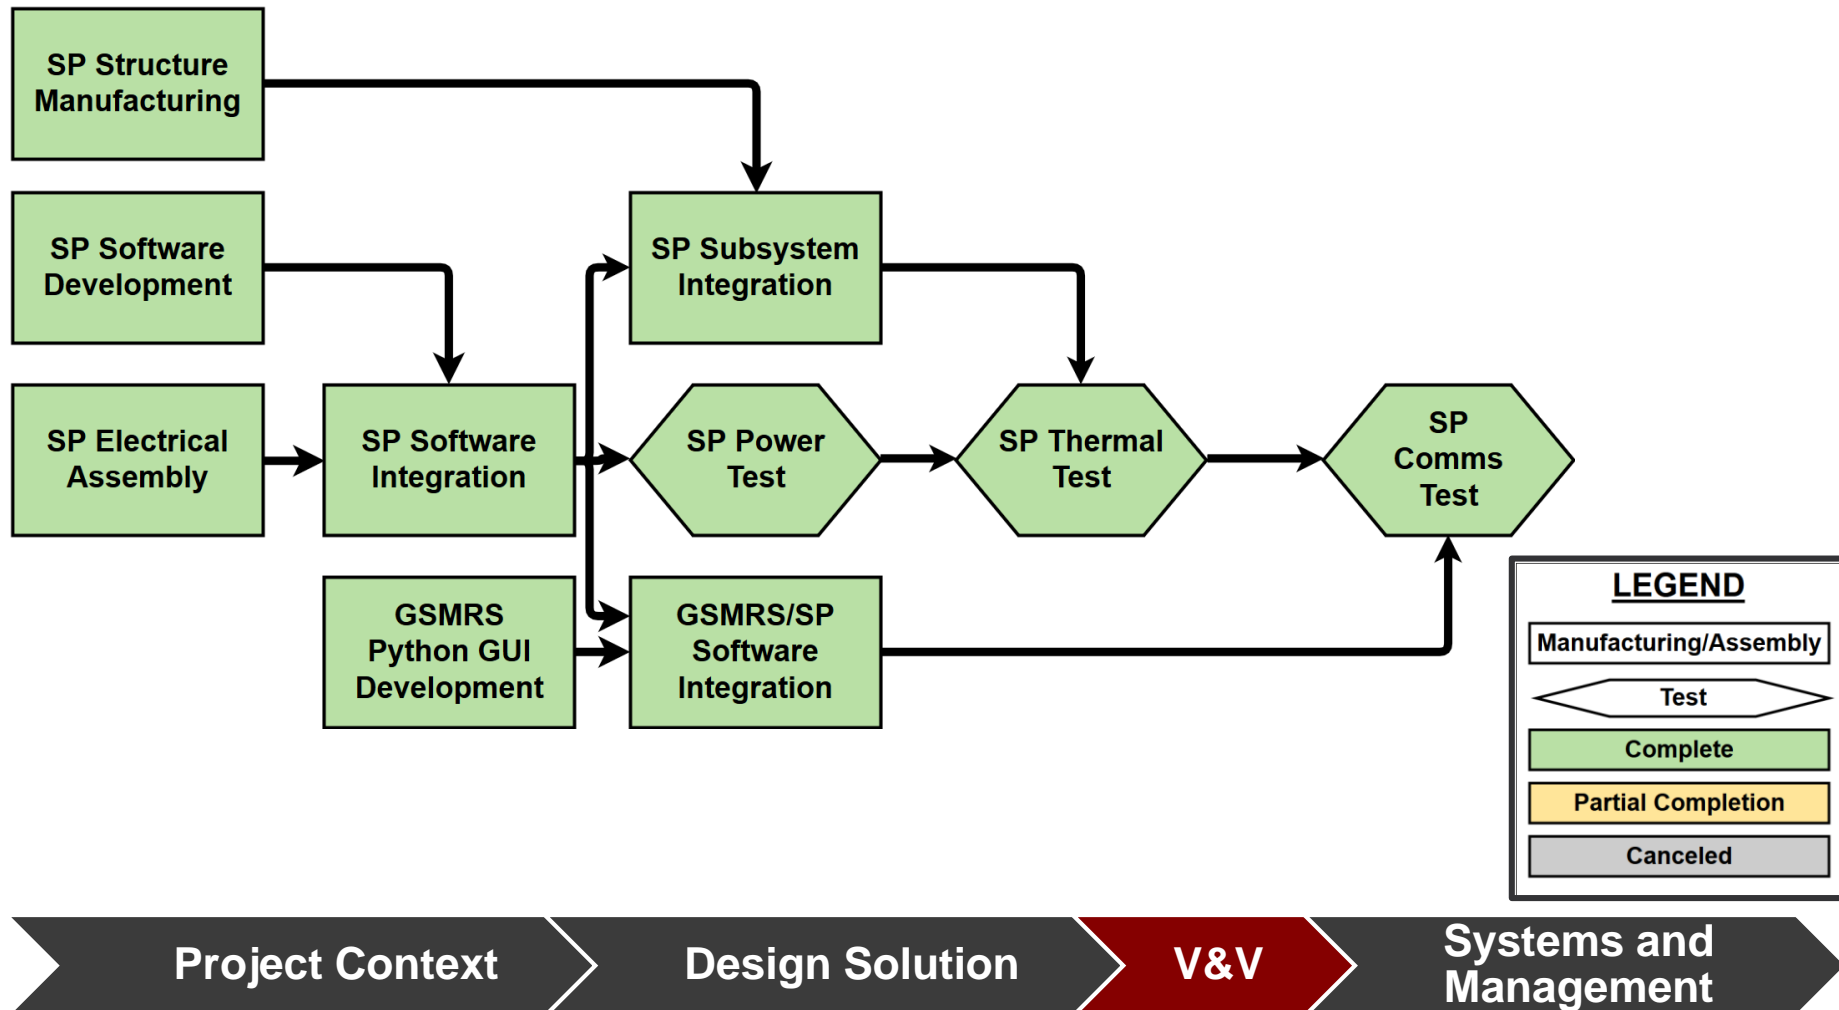 SP Structure
Manufacturing
SP Software
Development
SP Subsystem
Integration
SP Electrical
Assembly
SP Software
Integration
SP Power
Test
SP Thermal
Test
SP
Comms
Test
GSMRS
Python GUI
Development
GSMRS/SP
Software
Integration
LEGEND
Manufacturing/Assembly
Test
Complete
Partial Completion
Canceled
Project Context
Design Solution
V&V
Systems and
Management